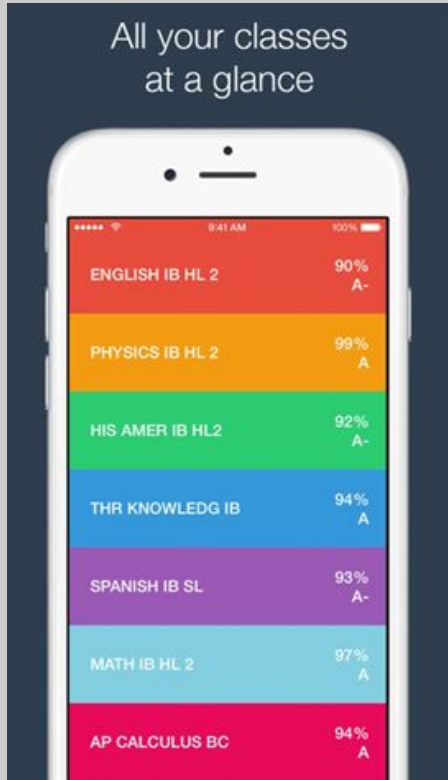 All your classes
at a glance
9:41 AM 100%
ENGLISH IB HL 2 90%
A-
PHYSICS IB HL 2 99%
A
HIS AMER IB HL2 92%
A-
THR KNOWLEDG IB 94%
A
SPANISH IB SL 93%
A-
MATH IB HL 2 97%
A
AP CALCULUS BC 94%
A